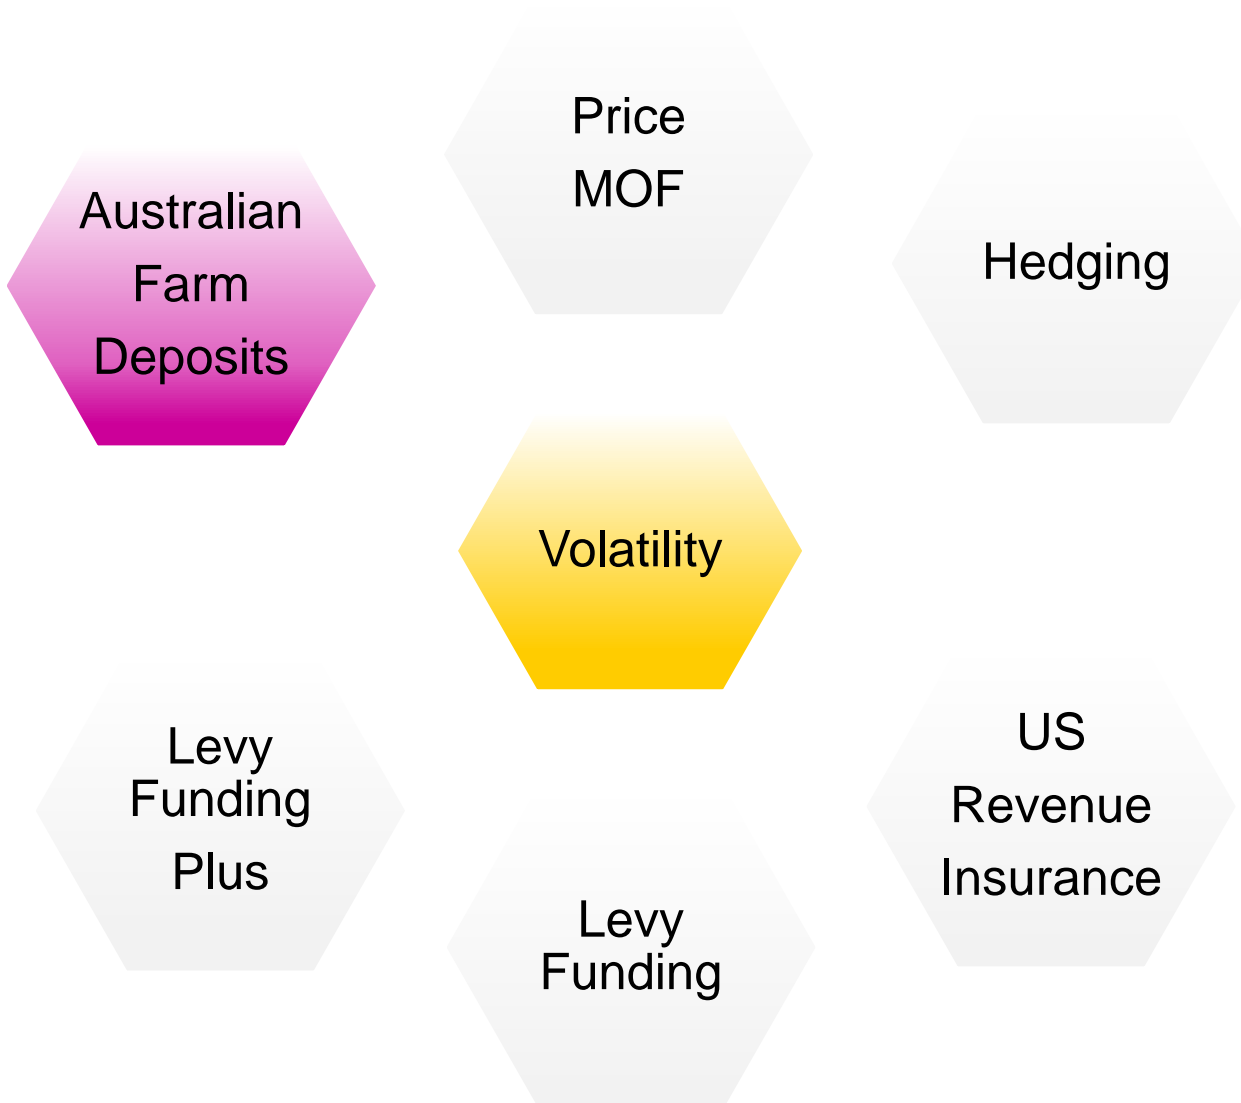 Price
MOF
Australian
Farm
Deposits
Hedging
Volatility
Levy
Funding
Plus
US
Revenue
Insurance
Levy
Funding